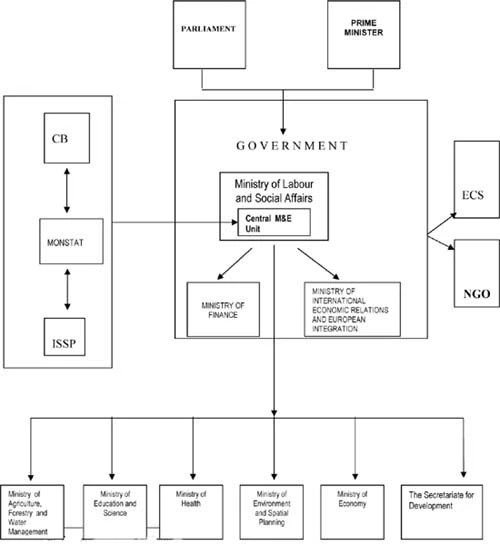 PARLIAMENT
PRIME
MINISTER
GOVERNMENT
CB
MONSTAT
ISSP
Ministry of Labour
and Social Affairs
Central M&E
Unit
ECS
NGO
MINISTRY OF
FINANCE
MINISTRY OF
INTERNATIONAL
ECONOMIC RELATIONS
AND EUROPEAN
INTEGRATION
Ministry of
Agriculture,
Forestry and
Water
Management
Ministry of
Education and
Science
Ministry of
Health
Ministry of
Environment
and Spatial
Planning
Ministry of
Economy
The Secretariate for
Development